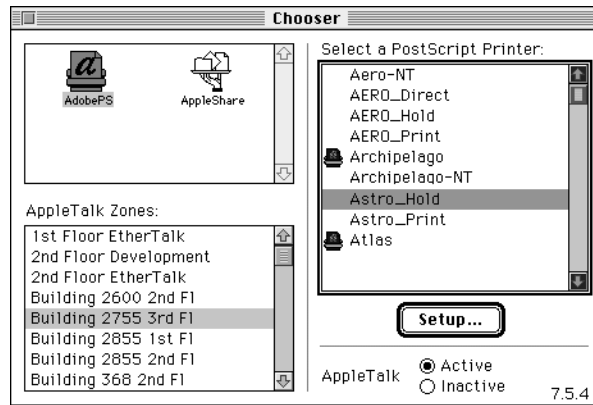 Chooser
AdobePS
AppleShare
AppleTalk Zones:
1st Floor EtherTalk
2nd Floor Development
2nd Floor EtherTalk
Building 2600 2nd Fl
Building 2755 3rd Fl
Building 2855 1st Fl
Building 2855 2nd Fl
Building 368 2nd Fl
Select a PostScript Printer:
Aero-NT
AERO_Direct
AERO_Hold
AERO_Print
Archipelago
Archipelago-NT
Astro_Hold
Astro_Print
Atlas
Setup...
AppleTalk
Active
Inactive
7.5.4